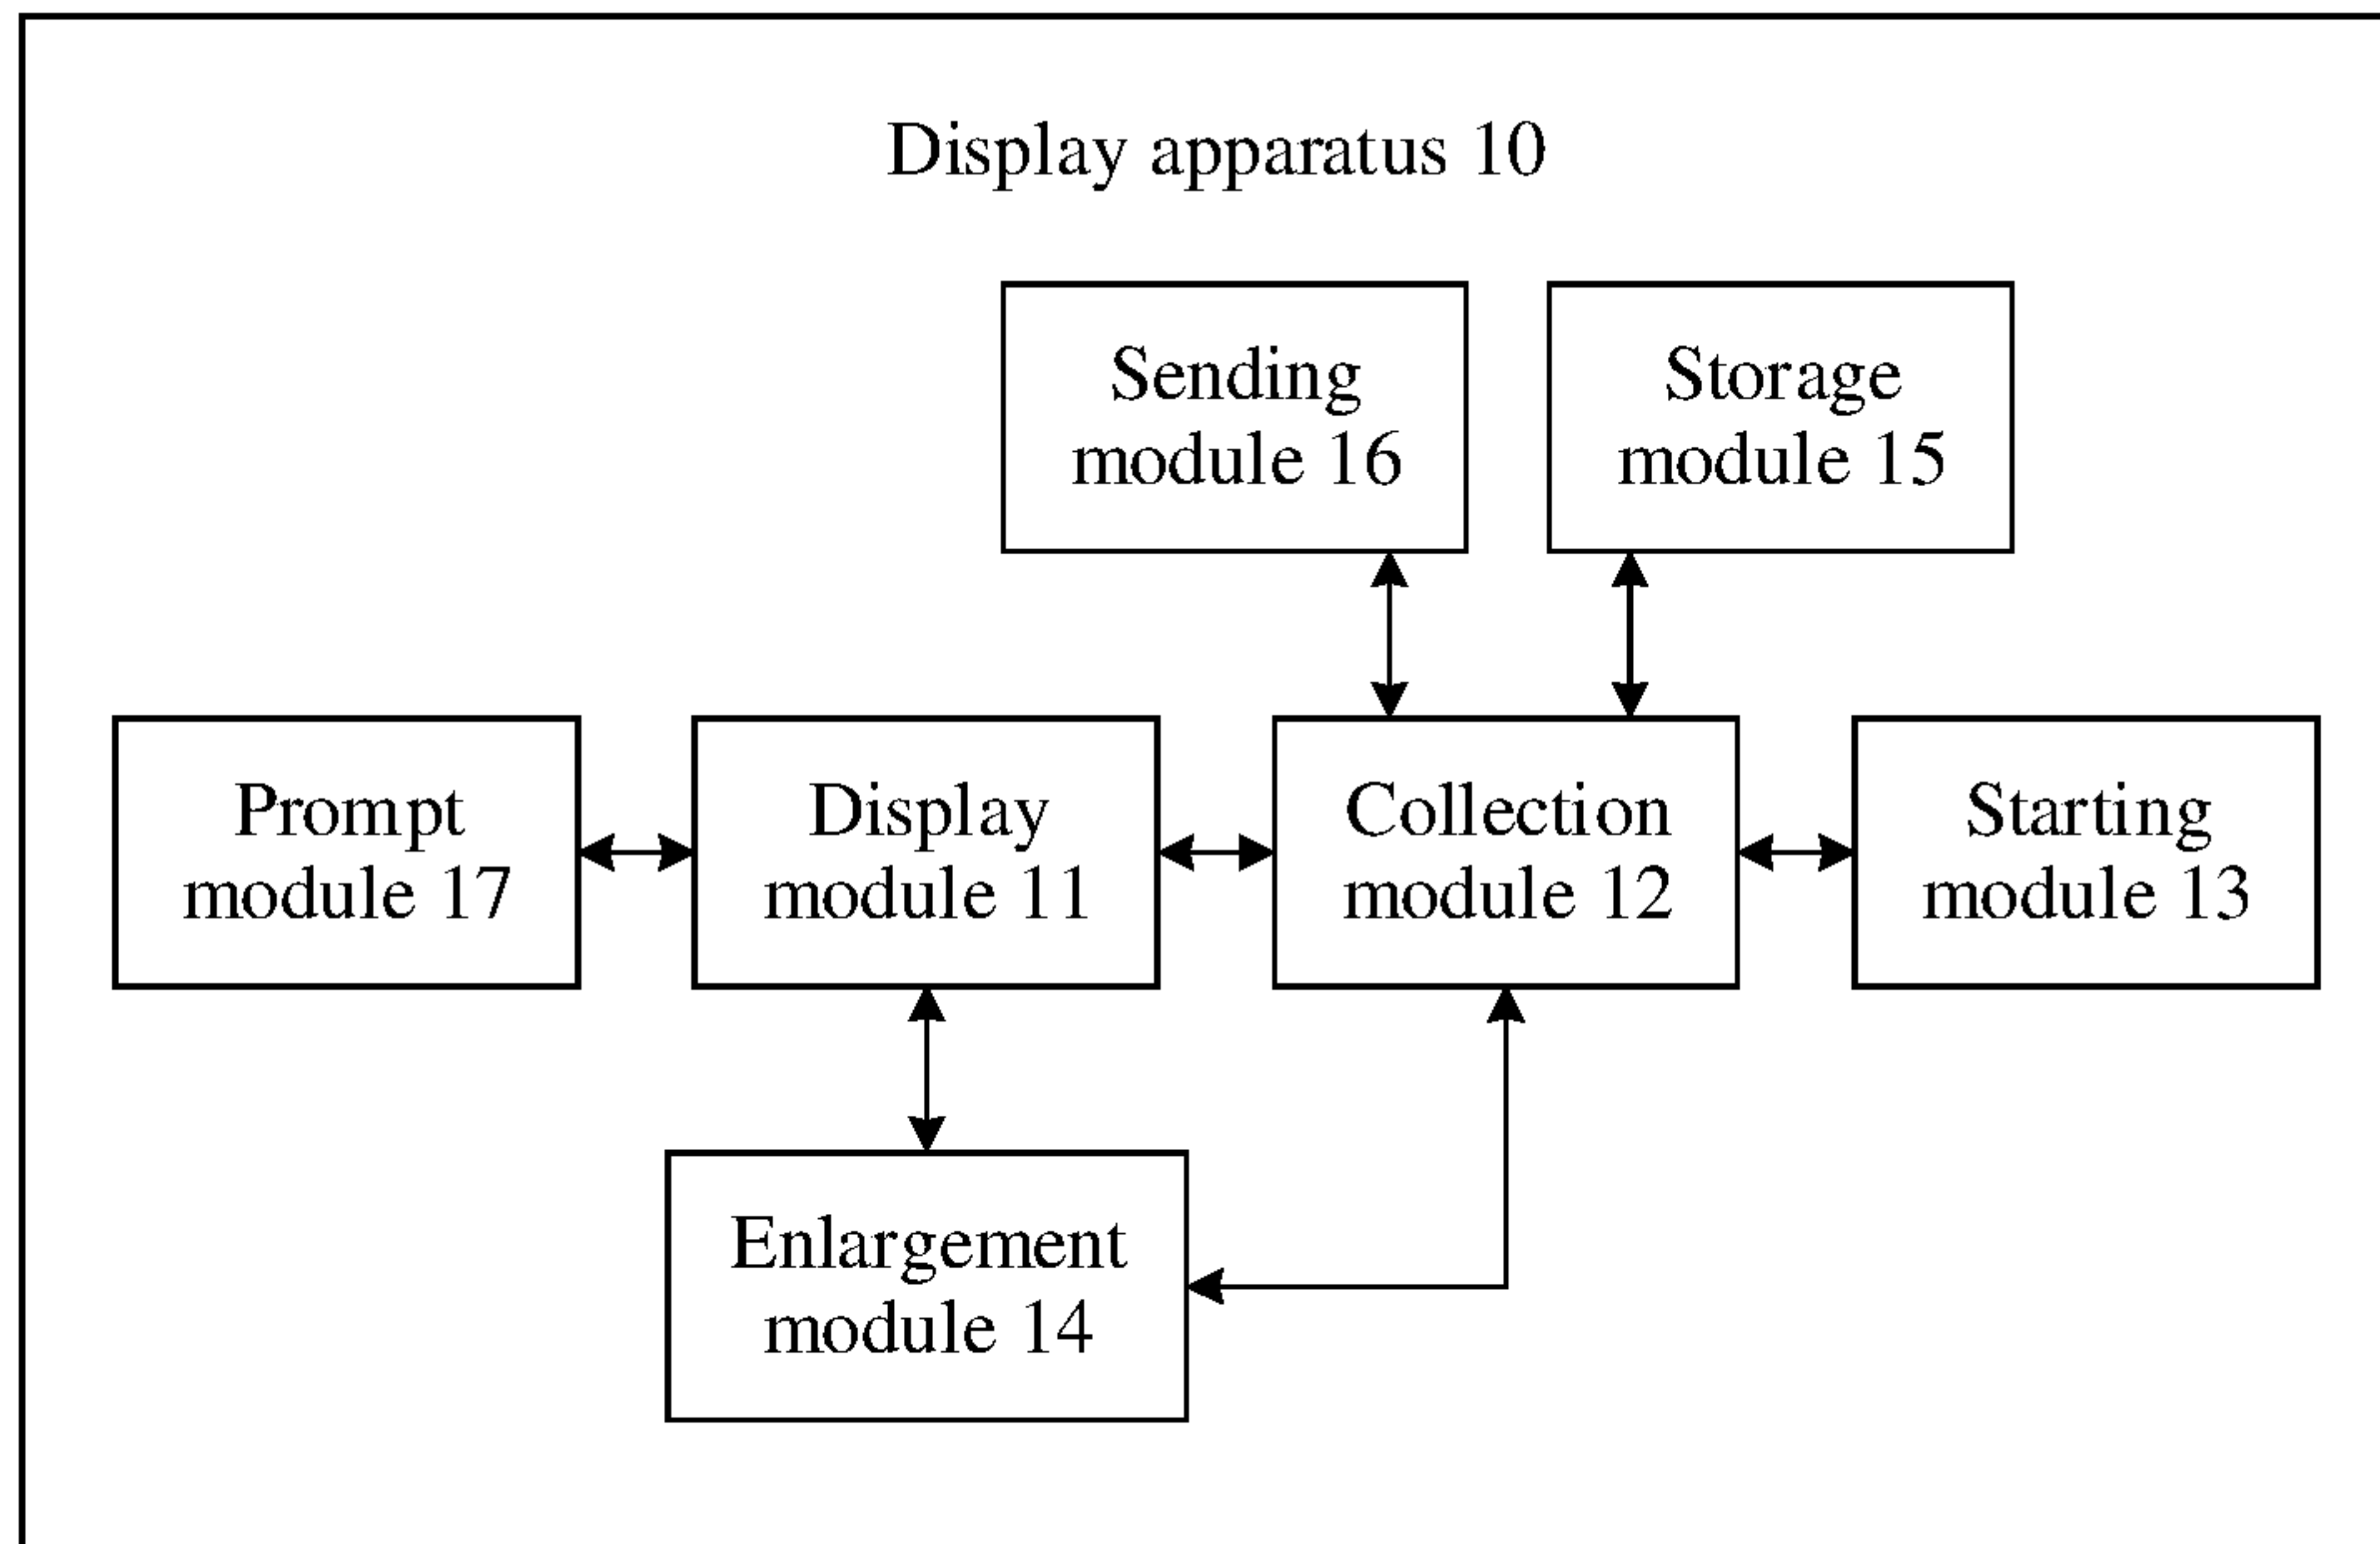 Display apparatus 10
Sending
module 16
Storage
module 15
Prompt
module 17
Display
module 11
Collection
module 12
Starting
module 13
Enlargement
module 14